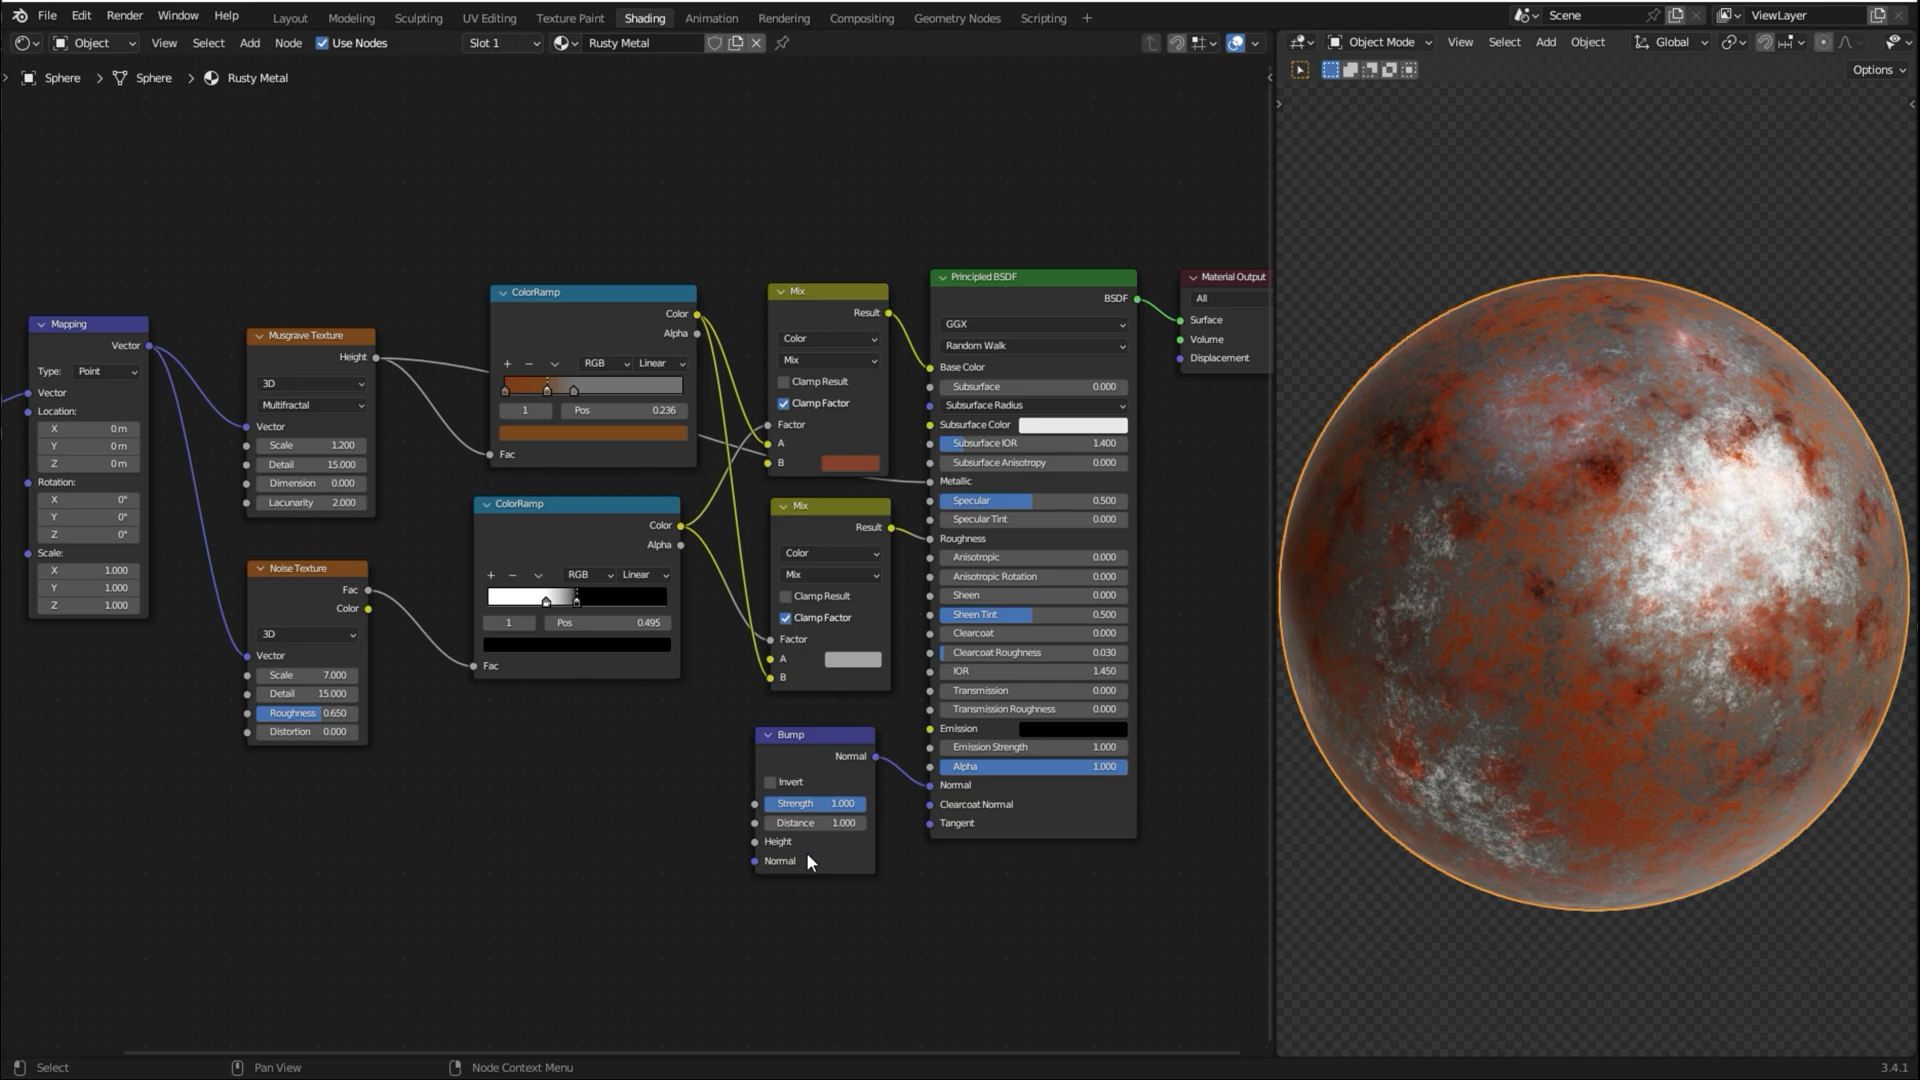 File Edit Render Window Help
Layout Modeling Sculpting UV Editing Texture Paint Shading Animation Rendering Compositing Geometry Nodes Scripting +
Scene
ViewLayer
Object View Select Add Node Use Nodes
Slot 1
Rusty Metal
Object Mode View Select Add Object
Global
Options
Sphere > Sphere > Rusty Metal
Mapping
Vector
Type: Point
Vector
Location:
X 0 m
Y 0 m
Z 0 m
Rotation:
X 0°
Y 0°
Z 0°
Scale:
X 1.000
Y 1.000
Z 1.000
Musgrave Texture
Height
3D
Multifractal
Vector
Scale 1.200
Detail 15.000
Dimension 0.000
Lacunarity 2.000
Noise Texture
Fac
Color
3D
Vector
Scale 7.000
Detail 15.000
Roughness 0.650
Distortion 0.000
ColorRamp
Color
Alpha
+ − RGB Linear
1 Pos 0.236
Fac
ColorRamp
Color
Alpha
+ − RGB Linear
1 Pos 0.495
Fac
Mix
Result
Color
Mix
Clamp Result
Clamp Factor
Factor
A
B
Mix
Result
Color
Mix
Clamp Result
Clamp Factor
Factor
A
B
Bump
Normal
Invert
Strength 1.000
Distance 1.000
Height
Normal
Principled BSDF
BSDF
GGX
Random Walk
Base Color
Subsurface 0.000
Subsurface Radius
Subsurface Color
Subsurface IOR 1.400
Subsurface Anisotropy 0.000
Metallic
Specular 0.500
Specular Tint 0.000
Roughness
Anisotropic 0.000
Anisotropic Rotation 0.000
Sheen 0.000
Sheen Tint 0.500
Clearcoat 0.000
Clearcoat Roughness 0.030
IOR 1.450
Transmission 0.000
Transmission Roughness 0.000
Emission
Emission Strength 1.000
Alpha 1.000
Normal
Clearcoat Normal
Tangent
Material Output
All
Surface
Volume
Displacement
Select
Pan View
Node Context Menu
3.4.1